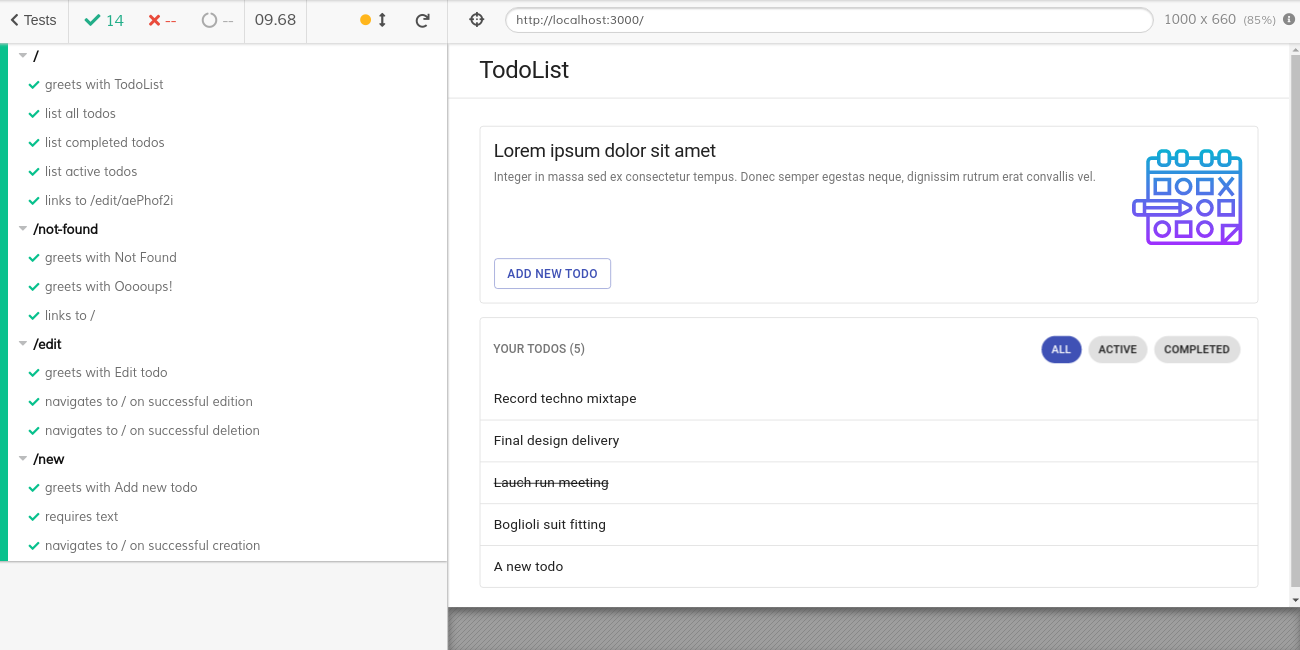 Tests 14 -- -- 09.68
/
greets with TodoList
list all todos
list completed todos
list active todos
links to /edit/aePhof2i
/not-found
greets with Not Found
greets with Ooooups!
links to /
/edit
greets with Edit todo
navigates to / on successful edition
navigates to / on successful deletion
/new
greets with Add new todo
requires text
navigates to / on successful creation
http://localhost:3000/ 1000 x 660 (85%)
TodoList
Lorem ipsum dolor sit amet
Integer in massa sed ex consectetur tempus. Donec semper egestas neque, dignissim rutrum erat convallis vel.
ADD NEW TODO
YOUR TODOS (5) ALL ACTIVE COMPLETED
Record techno mixtape
Final design delivery
Lauch run meeting
Boglioli suit fitting
A new todo